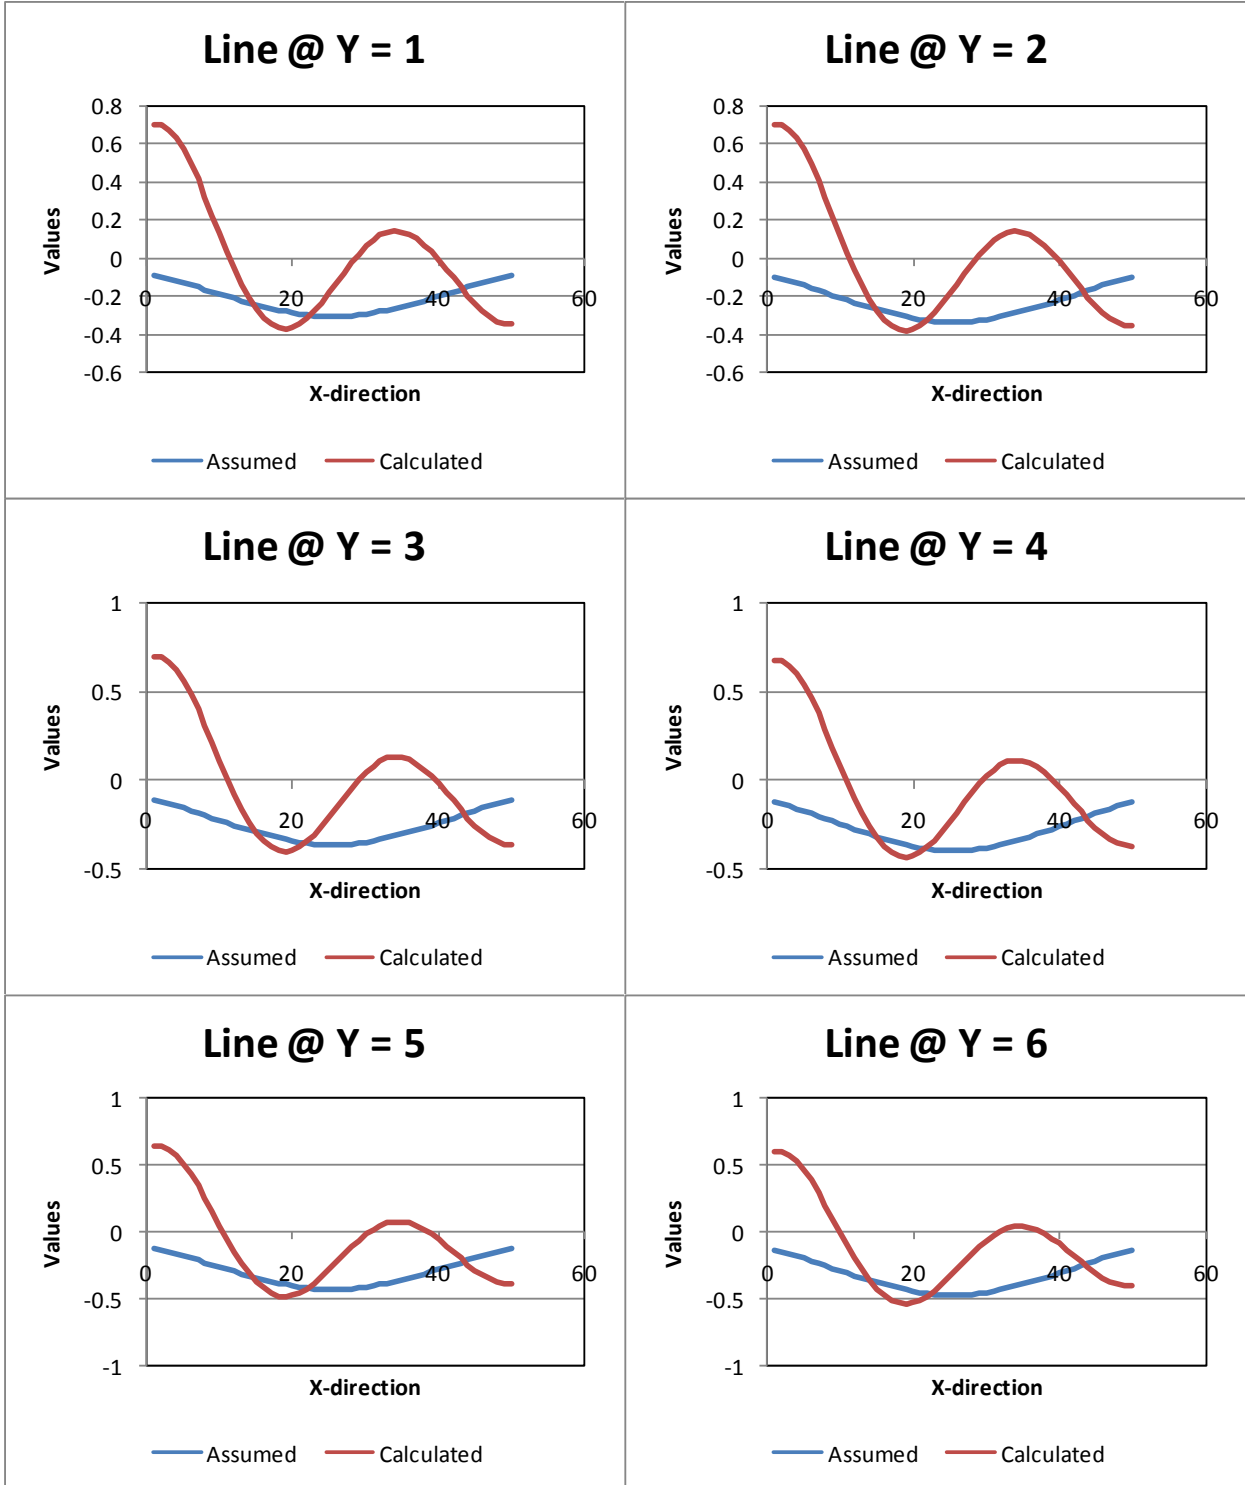 Line @ Y = 1
0.8
0.6
0.4
0.2
0
-0.2
-0.4
-0.6
0 20 40 60
Values
X-direction
Assumed Calculated
Line @ Y = 2
0.8
0.6
0.4
0.2
0
-0.2
-0.4
-0.6
0 20 40 60
Values
X-direction
Assumed Calculated
Line @ Y = 3
1
0.5
0
-0.5
0 20 40 60
Values
X-direction
Assumed Calculated
Line @ Y = 4
1
0.5
0
-0.5
0 20 40 60
Values
X-direction
Assumed Calculated
Line @ Y = 5
1
0.5
0
-0.5
-1
0 20 40 60
Values
X-direction
Assumed Calculated
Line @ Y = 6
1
0.5
0
-0.5
-1
0 20 40 60
Values
X-direction
Assumed Calculated